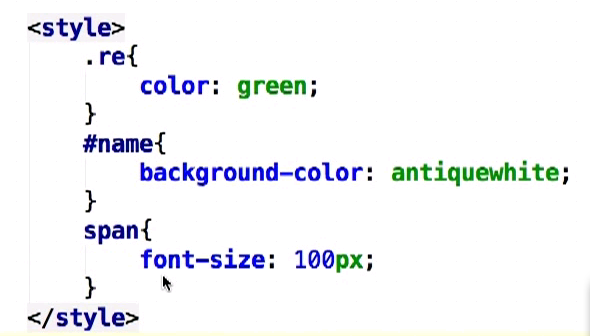 <style>
    .re{
        color: green;
    }
    #name{
        background-color: antiquewhite;
    }
    span{
        font-size: 100px;
    }
</style>